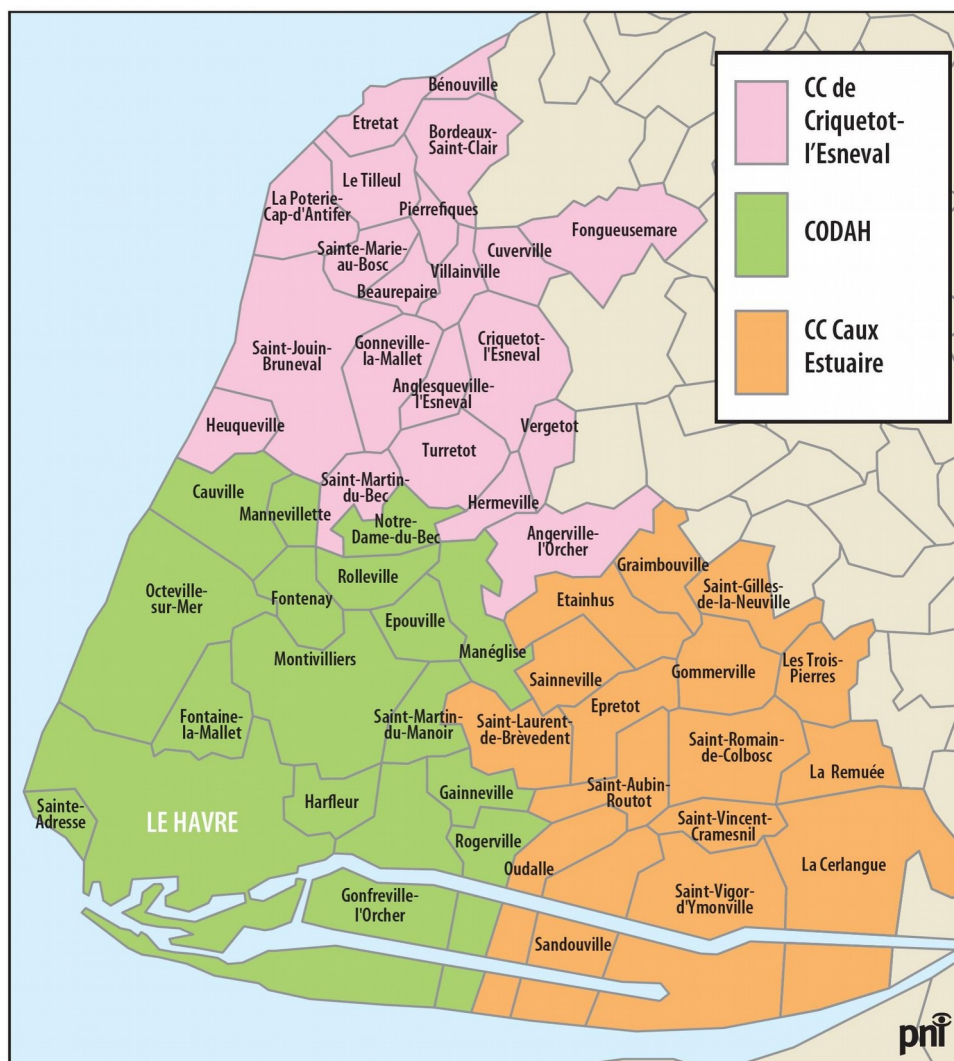 Bénouville
Etretat
Bordeaux-
Saint-Clair
Le Tilleul
La Poterie-
Cap-d'Antifer
Pierrefiques
Fongueusemare
Sainte-Marie-
au-Bosc
Cuverville
Villainville
Beaurepaire
Saint-Jouin-
Bruneval
Gonneville-
la-Mallet
Criquetot-
l'Esneval
Anglesqueville-
l'Esneval
Heuqueville
Vergetot
Turretot
Saint-Martin-
du-Bec
Hermeville
Cauville
Mannevillette
Notre-
Dame-du-Bec
Angerville-
l'Orcher
Graimbouville
Rolleville
Saint-Gilles-
de-la-Neuville
Octeville-
sur-Mer
Fontenay
Etainhus
Epouville
Manéglise
Montivilliers
Gommerville
Les Trois-
Pierres
Sainneville
Epretot
Fontaine-
la-Mallet
Saint-Martin-
du-Manoir
Saint-Laurent-
de-Brèvedent
Saint-Romain-
de-Colbosc
La Remuée
Saint-Aubin-
Routot
Gainneville
Harfleur
Sainte-
Adresse
LE HAVRE
Saint-Vincent-
Cramesnil
Rogerville
Oudalle
La Cerlangue
Gonfreville-
l'Orcher
Saint-Vigor-
d'Ymonville
Sandouville
CC de
Criquetot-
l'Esneval
CODAH
CC Caux
Estuaire
pni